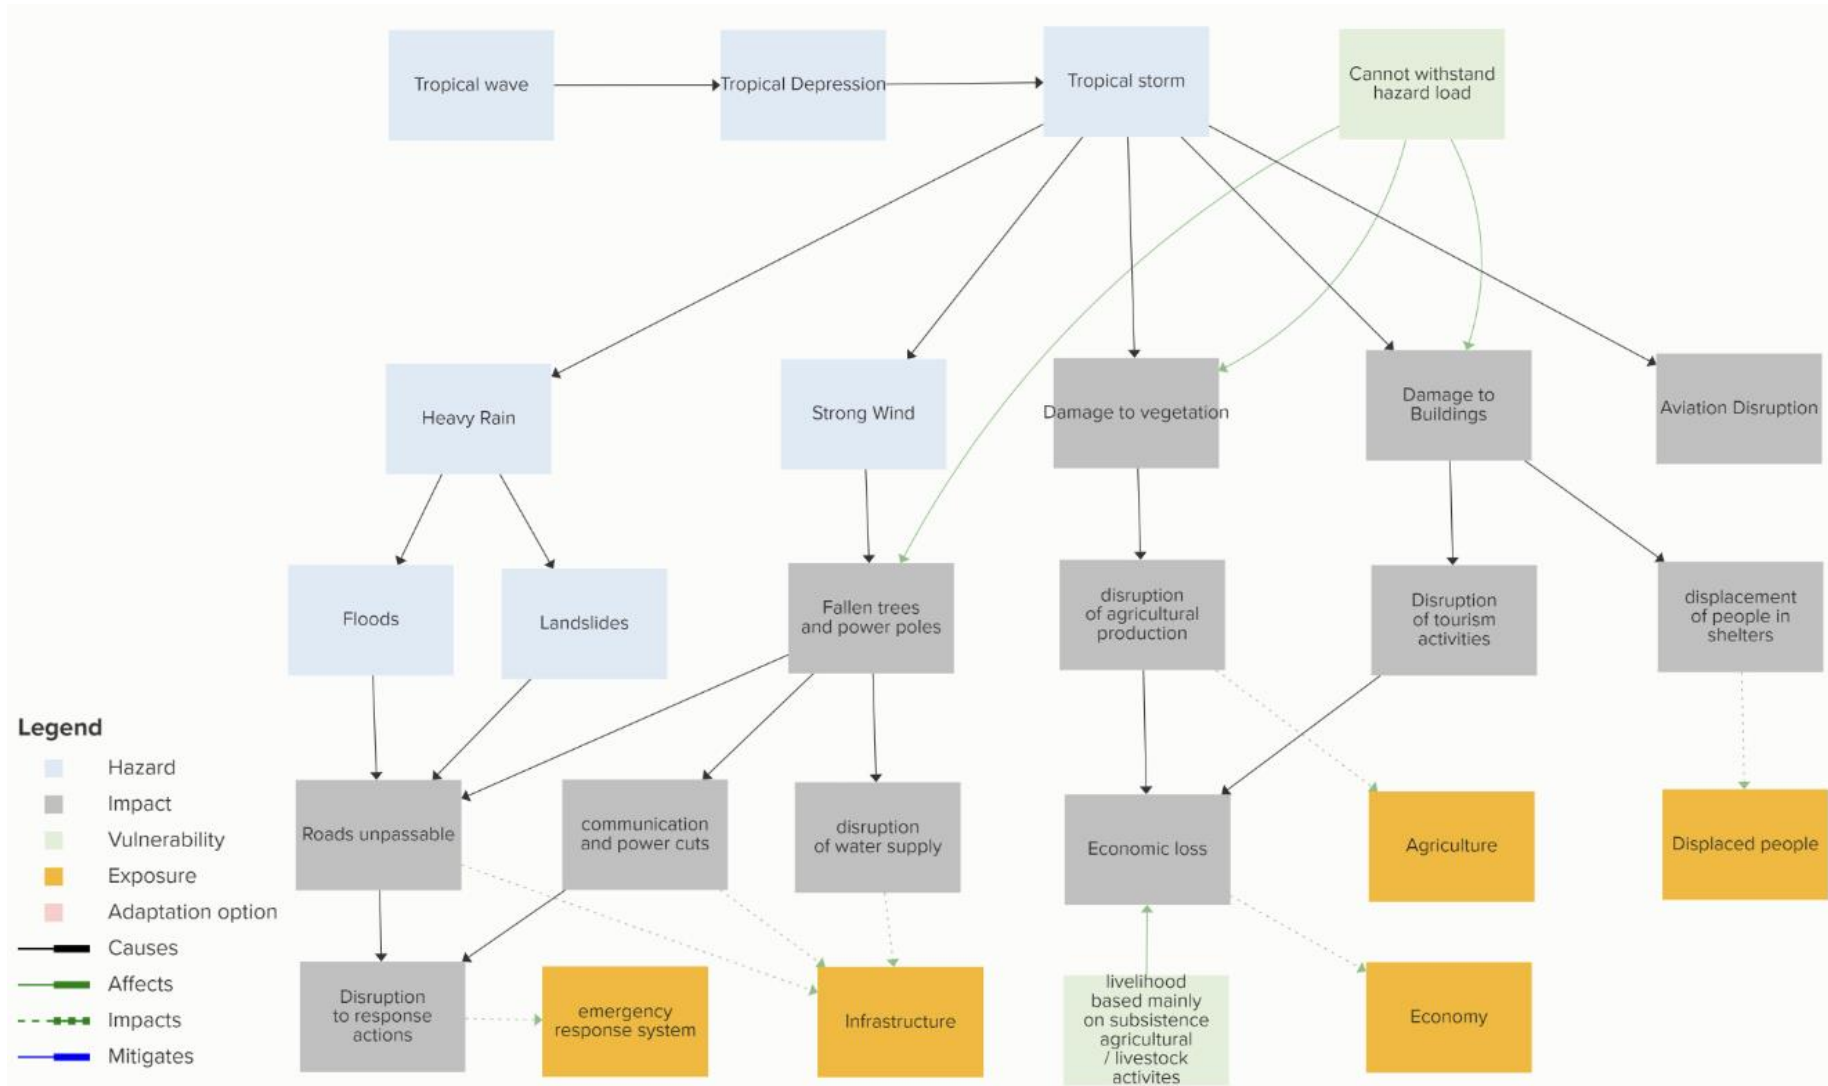 Tropical wave
Tropical Depression
Tropical storm
Cannot withstand
hazard load
Heavy Rain
Strong Wind
Damage to vegetation
Damage to
Buildings
Aviation Disruption
Floods
Landslides
Fallen trees
and power poles
disruption
of agricultural
production
Disruption
of tourism
activities
displacement
of people in
shelters
Roads unpassable
communication
and power cuts
disruption
of water supply
Economic loss
Agriculture
Displaced people
Disruption
to response
actions
emergency
response system
Infrastructure
livelihood
based mainly
on subsistence
agricultural
/ livestock
activites
Economy
Legend
Hazard
Impact
Vulnerability
Exposure
Adaptation option
Causes
Affects
Impacts
Mitigates